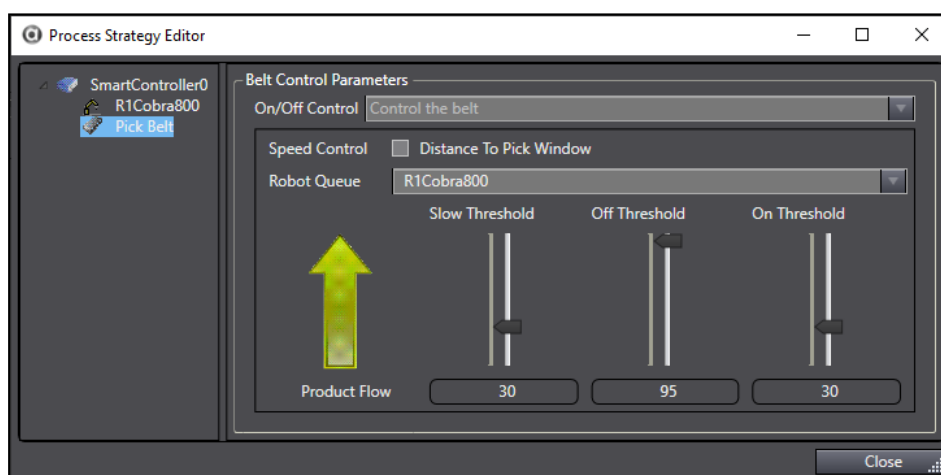 Process Strategy Editor
SmartController0
R1Cobra800
Pick Belt
Belt Control Parameters
On/Off Control Control the belt
Speed Control Distance To Pick Window
Robot Queue R1Cobra800
Slow Threshold Off Threshold On Threshold
Product Flow 30 95 30
Close